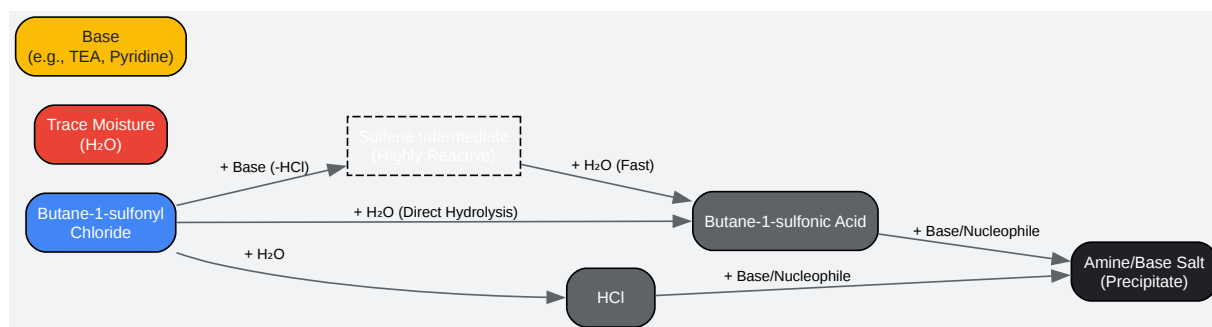 Base
(e.g., TEA, Pyridine)
Trace Moisture
(H₂O)
Sulfene Intermediate
(Highly Reactive)
+ Base (-HCl)
+ H₂O (Fast)
Butane-1-sulfonyl
Chloride
+ H₂O (Direct Hydrolysis)
Butane-1-sulfonic Acid
+ Base/Nucleophile
+ H₂O
Amine/Base Salt
(Precipitate)
+ Base/Nucleophile
HCl